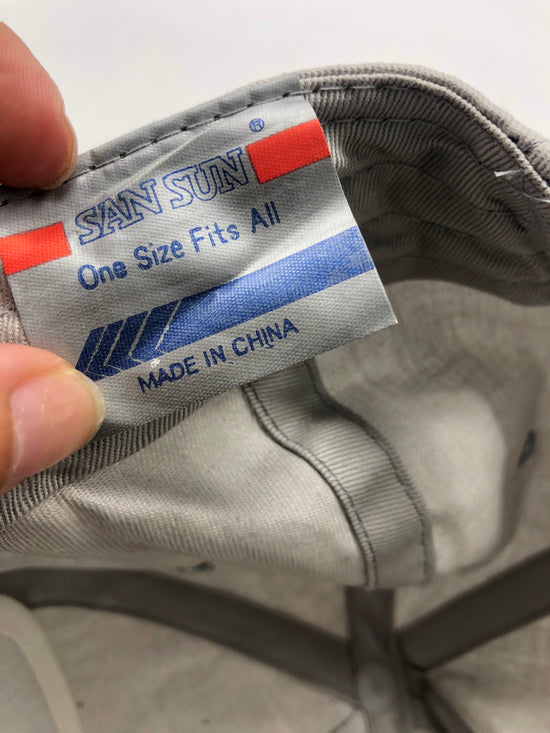 ®
SAN SUN
One Size Fits All
MADE IN CHINA